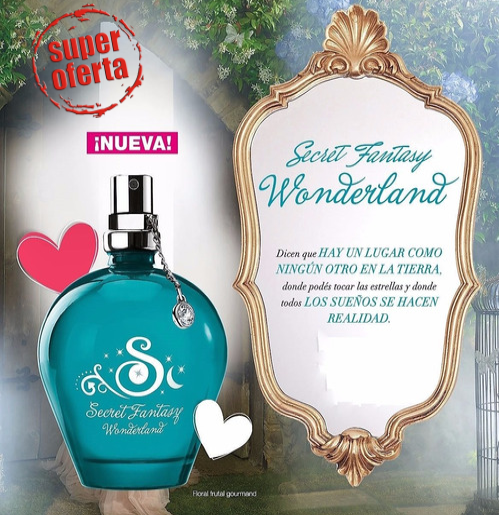 super
oferta
¡NUEVA!
Secret Fantasy
Wonderland
Dicen que HAY UN LUGAR COMO
NINGÚN OTRO EN LA TIERRA,
donde podés tocar las estrellas y donde
todos LOS SUEÑOS SE HACEN
REALIDAD.
S
Secret Fantasy
Wonderland
Floral frutal gourmand